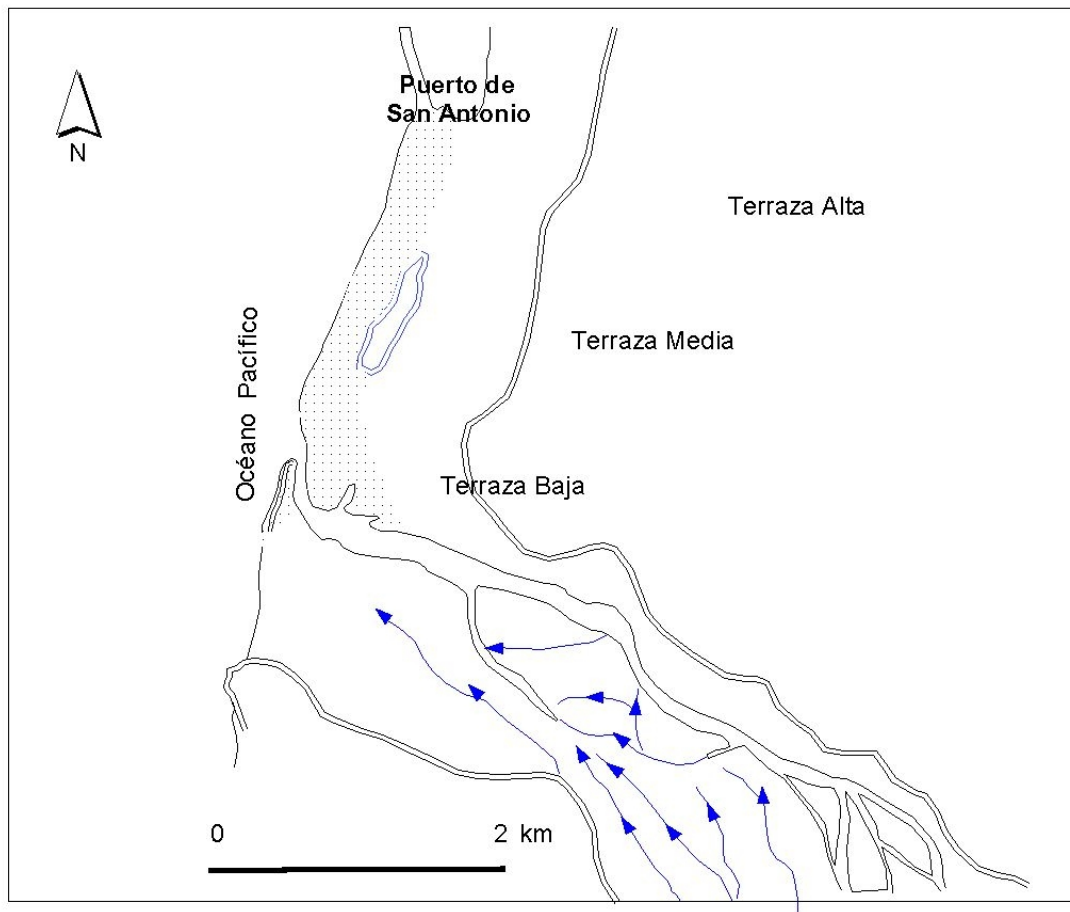 Puerto de
San Antonio
N
Terraza Alta
Terraza Media
Océano Pacífico
Terraza Baja
0 2 km